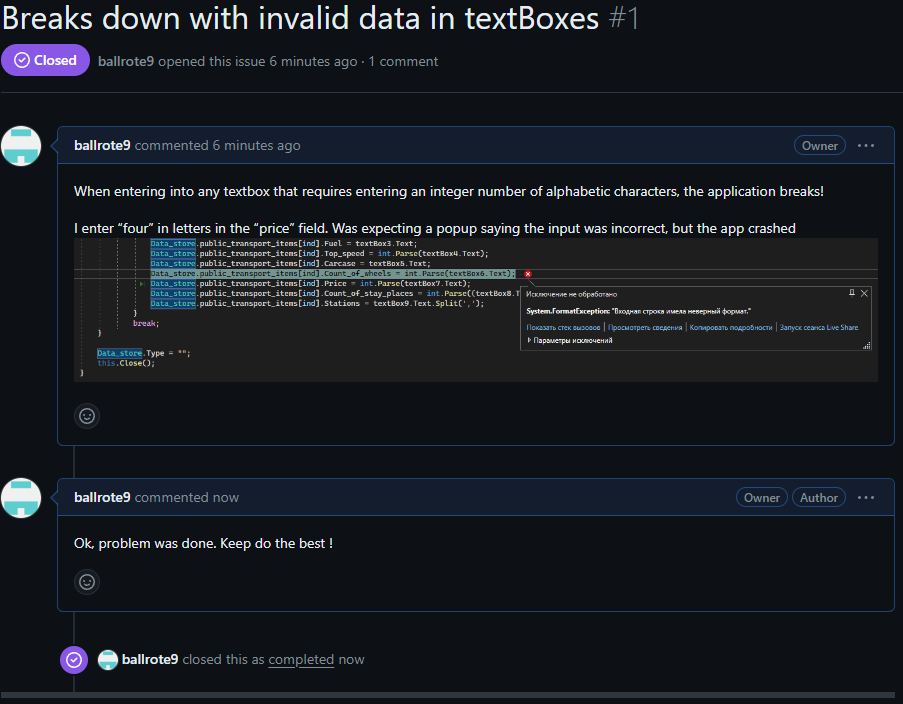 Breaks down with invalid data in textBoxes #1
Closed ballrote9 opened this issue 6 minutes ago · 1 comment
ballrote9 commented 6 minutes ago Owner
When entering into any textbox that requires entering an integer number of alphabetic characters, the application breaks!
I enter “four” in letters in the “price” field. Was expecting a popup saying the input was incorrect, but the app crashed
Data_store.public_transport_items[ind].Fuel = textBox3.Text;
Data_store.public_transport_items[ind].Top_speed = int.Parse(textBox4.Text);
Data_store.public_transport_items[ind].Carcase = textBox5.Text;
Data_store.public_transport_items[ind].Count_of_wheels = int.Parse(textBox6.Text);
Data_store.public_transport_items[ind].Price = int.Parse(textBox7.Text);
Data_store.public_transport_items[ind].Count_of_stay_places = int.Parse((textBox8.T
Data_store.public_transport_items[ind].Stations = textBox9.Text.Split(',');
}
break;
}
Data_store.Type = "";
this.Close();
}
Исключение не обработано
System.FormatException: "Входная строка имела неверный формат."
Показать стек вызовов | Просмотреть сведения | Копировать подробности | Запуск сеанса Live Share
Параметры исключений
ballrote9 commented now Owner Author
Ok, problem was done. Keep do the best !
ballrote9 closed this as completed now